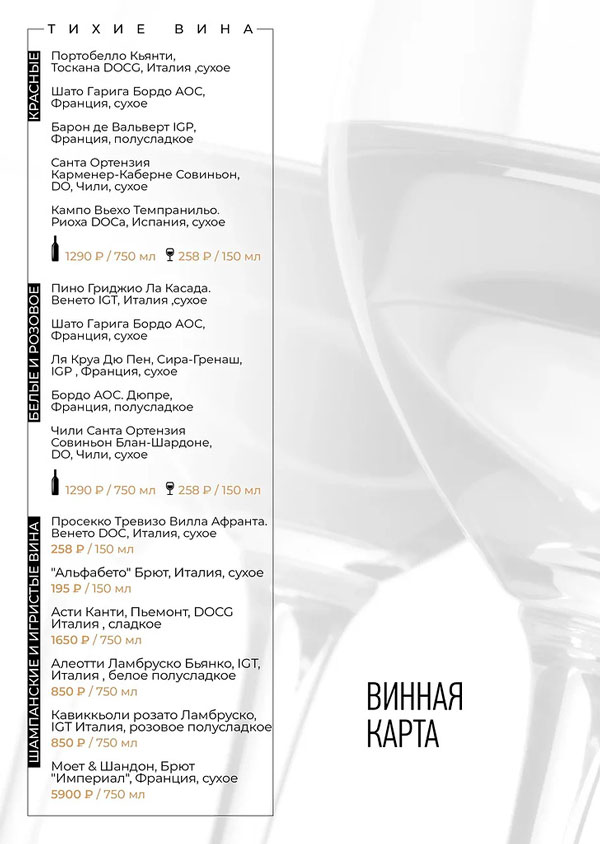 ТИХИЕ ВИНА
КРАСНЫЕ
Портобелло Кьянти,
Тоскана DOCG, Италия ,сухое
Шато Гарига Бордо АОС,
Франция, сухое
Барон де Вальверт IGP,
Франция, полусладкое
Санта Ортензия
Карменер-Каберне Совиньон,
DO, Чили, сухое
Кампо Вьехо Темпранильо.
Риоха DOCa, Испания, сухое
1290 ₽ / 750 мл 258 ₽ / 150 мл
БЕЛЫЕ И РОЗОВОЕ
Пино Гриджио Ла Касада.
Венето IGT, Италия ,сухое
Шато Гарига Бордо АОС,
Франция, сухое
Ля Круа Дю Пен, Сира-Гренаш,
IGP , Франция, сухое
Бордо АОС. Дюпре,
Франция, полусладкое
Чили Санта Ортензия
Совиньон Блан-Шардоне,
DO, Чили, сухое
1290 ₽ / 750 мл 258 ₽ / 150 мл
ШАМПАНСКИЕ И ИГРИСТЫЕ ВИНА
Просекко Тревизо Вилла Афранта.
Венето DOC, Италия, сухое
258 ₽ / 150 мл
"Альфабето" Брют, Италия, сухое
195 ₽ / 150 мл
Асти Канти, Пьемонт, DOCG
Италия , сладкое
1650 ₽ / 750 мл
Алеотти Ламбруско Бьянко, IGT,
Италия , белое полусладкое
850 ₽ / 750 мл
Кавиккьоли розато Ламбруско,
IGT Италия, розовое полусладкое
850 ₽ / 750 мл
Моет & Шандон, Брют
"Империал", Франция, сухое
5900 ₽ / 750 мл
ВИННАЯ
КАРТА